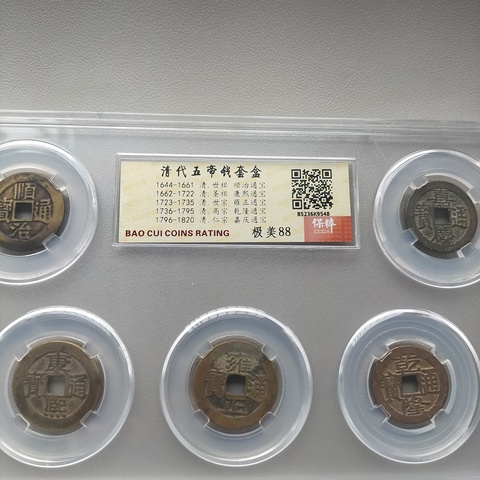 清代五帝钱套盒
1644-1661 清.世祖 顺治通宝
1662-1722 清.圣祖 康熙通宝
1723-1735 清.世宗 雍正通宝
1736-1795 清.高宗 乾隆通宝
1796-1820 清.仁宗 嘉庆通宝
BAO CUI COINS RATING 极美88
BS236K9548
保粹
CCGA
順治通寶
嘉慶通寶
康熙通寶
雍正通寶
乾隆通寶